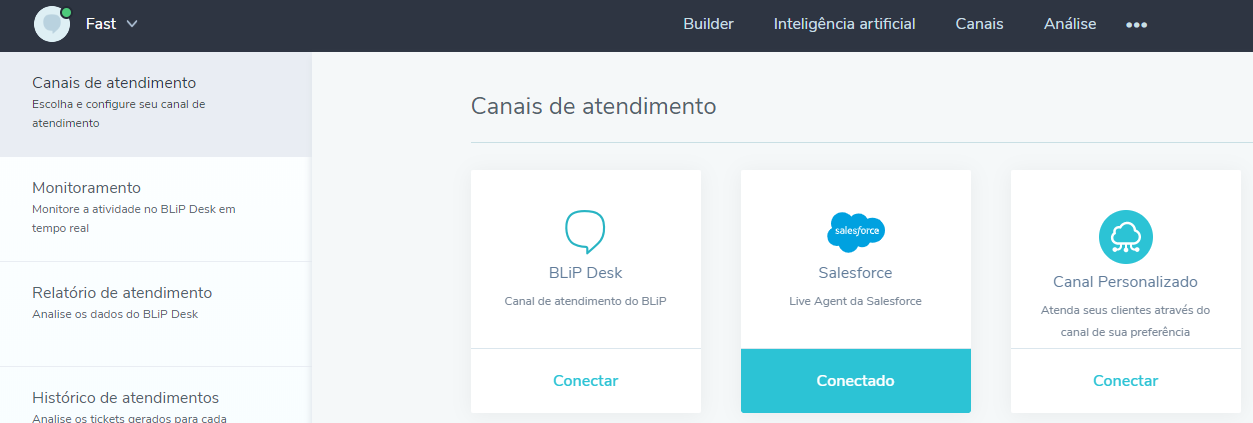 Fast
Builder
Inteligência artificial
Canais
Análise
Canais de atendimento
Escolha e configure seu canal de
atendimento
Monitoramento
Monitore a atividade no BLiP Desk em
tempo real
Relatório de atendimento
Analise os dados do BLiP Desk
Histórico de atendimentos
Analise os tickets gerados para cada
Canais de atendimento
BLiP Desk
Canal de atendimento do BLiP
Conectar
salesforce
Salesforce
Live Agent da Salesforce
Conectado
Canal Personalizado
Atenda seus clientes através do
canal de sua preferência
Conectar